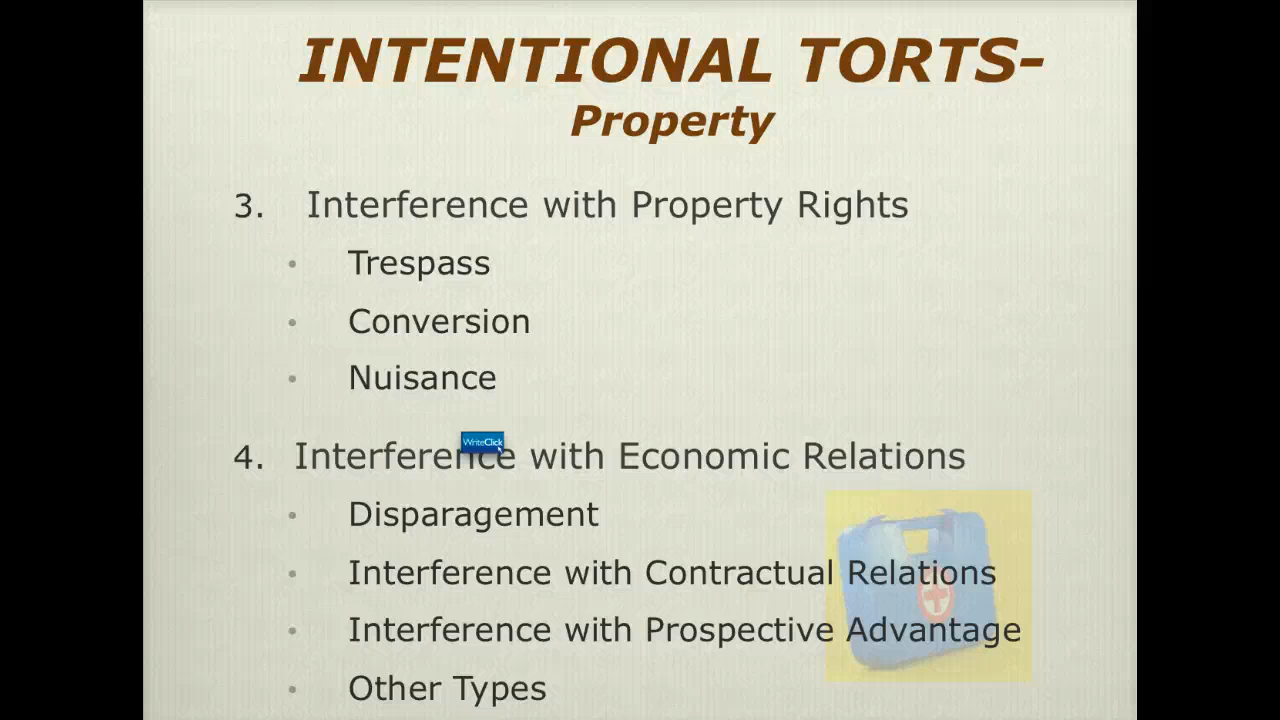 INTENTIONAL TORTS-
Property
3. Interference with Property Rights
• Trespass
• Conversion
• Nuisance
WriteClick
4. Interference with Economic Relations
• Disparagement
• Interference with Contractual Relations
• Interference with Prospective Advantage
• Other Types